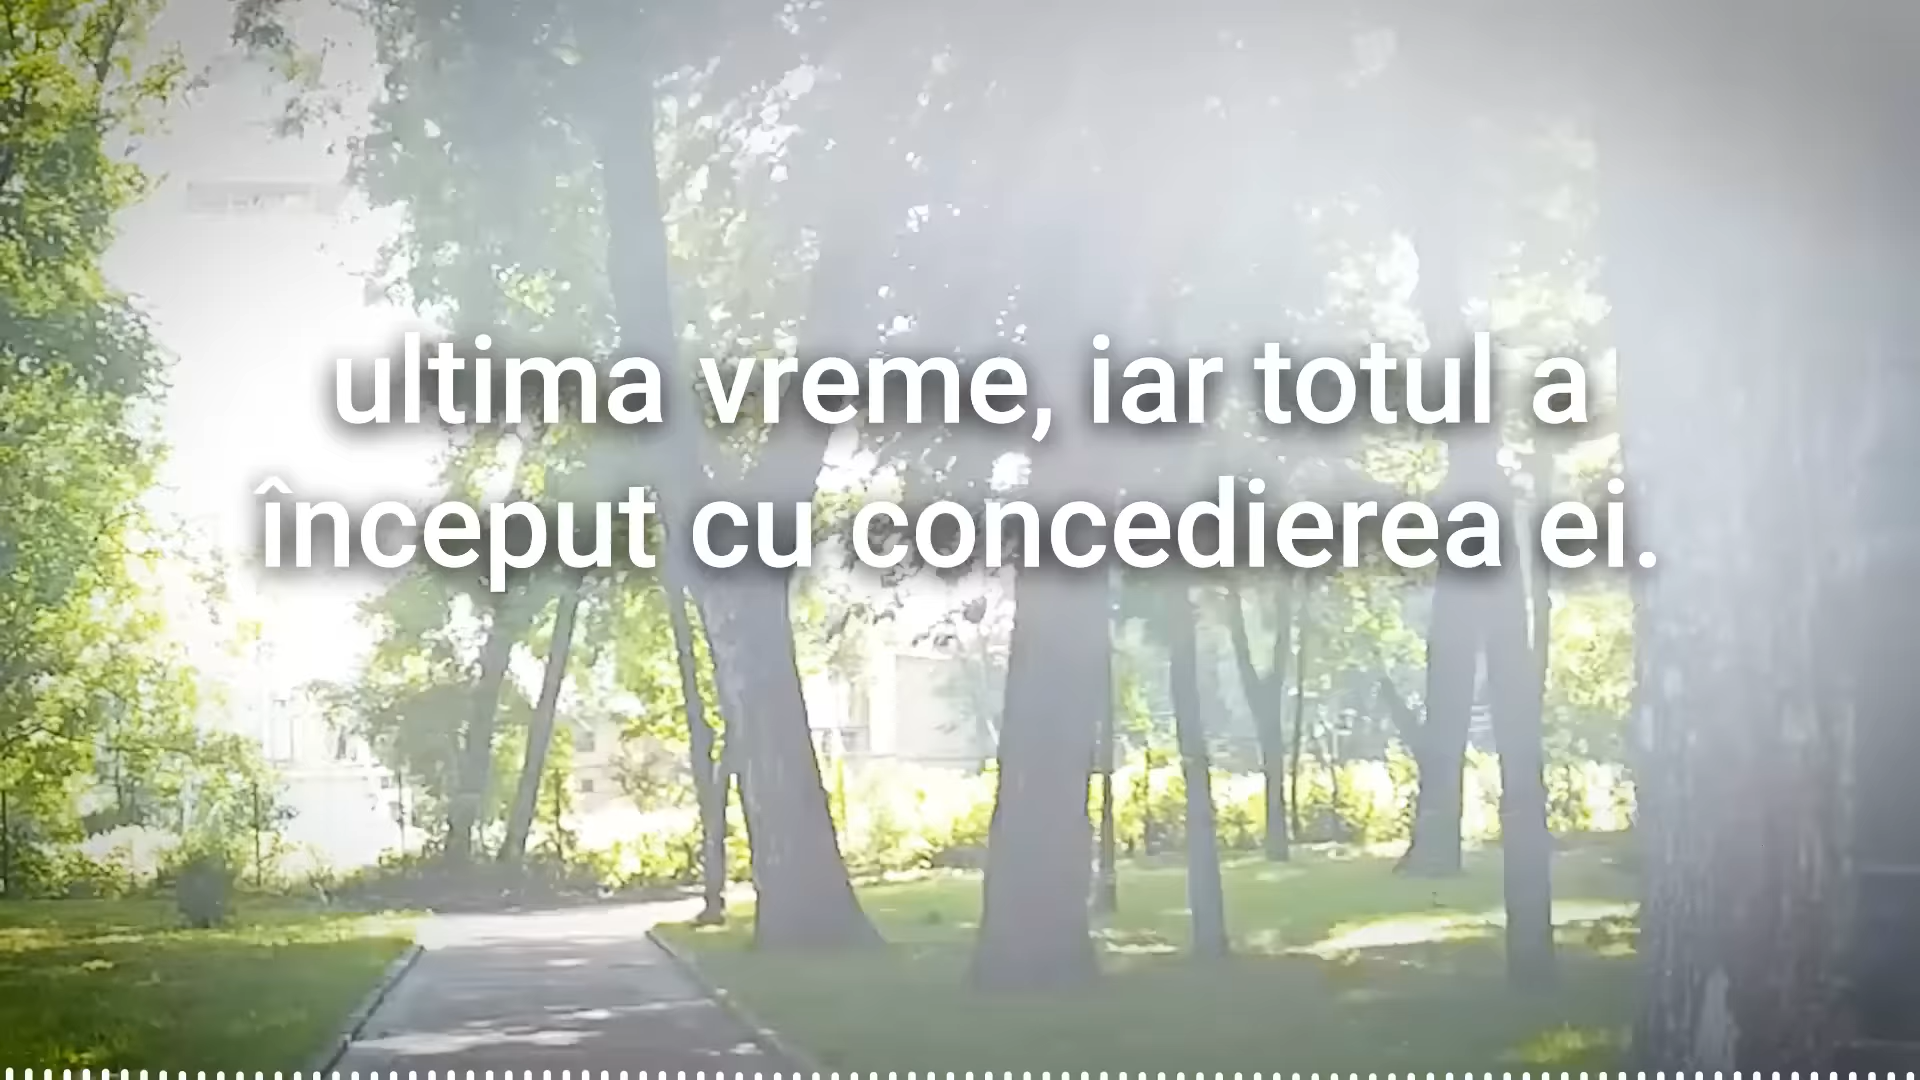 ultima vreme, iar totul a
început cu concedierea ei.